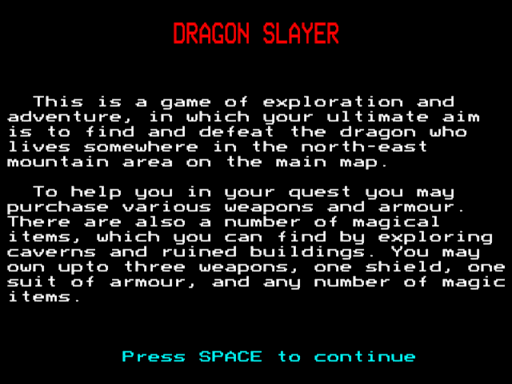 DRAGON SLAYER
This is a game of exploration and
adventure, in which your ultimate aim
is to find and defeat the dragon who
lives somewhere in the north-east
mountain area on the main map.
To help you in your quest you may
purchase various weapons and armour.
There are also a number of magical
items, which you can find by exploring
caverns and ruined buildings. You may
own upto three weapons, one shield, one
suit of armour, and any number of magic
items.
Press SPACE to continue